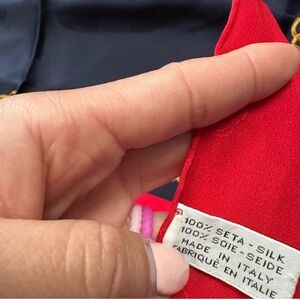 100% SETA - SILK
100% SOIE - SEIDE
MADE IN ITALY
FABRIQUÉ EN ITALIE